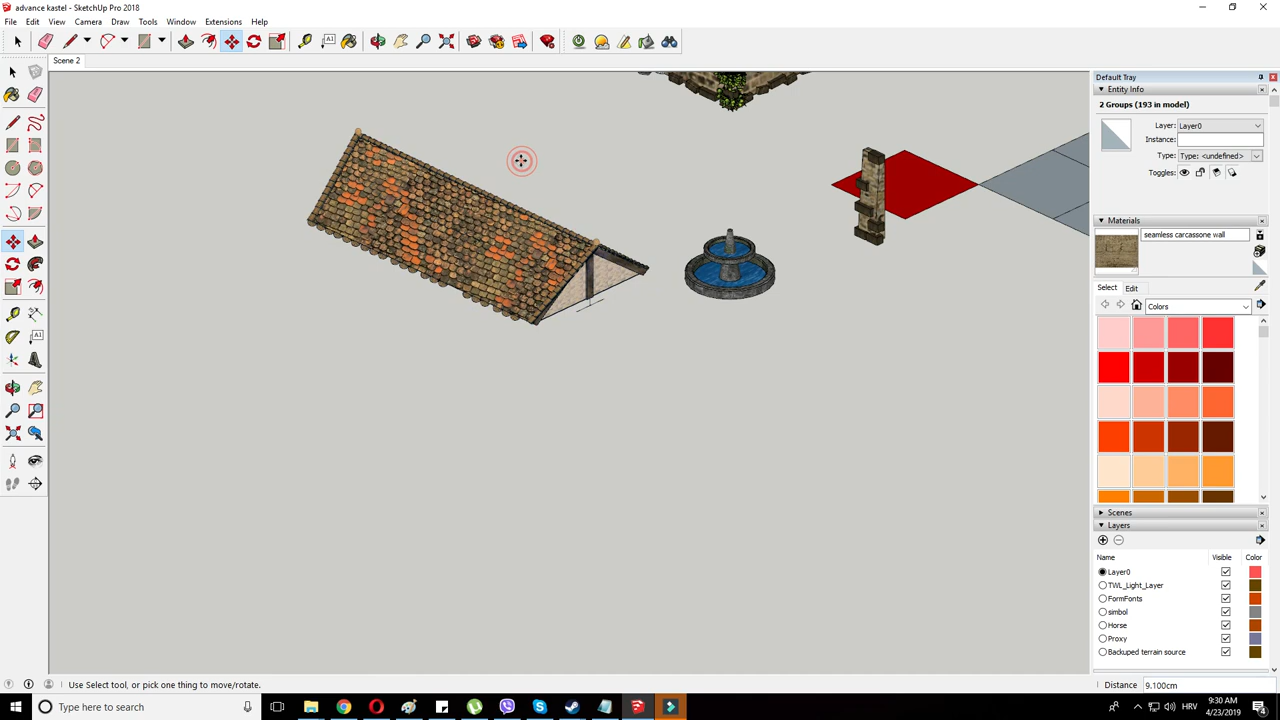 advance kastel - SketchUp Pro 2018
File Edit View Camera Draw Tools Window Extensions Help
Scene 2
Default Tray
Entity Info
2 Groups (193 in model)
Layer: Layer0
Instance:
Type: Type: <undefined>
Toggles:
Materials
seamless carcassone wall
Select Edit
Colors
Scenes
Layers
Name Visible Color
Layer0
TWL_Light_Layer
FormFonts
simbol
Horse
Proxy
Backuped terrain source
Use Select tool, or pick one thing to move/rotate.
Distance 9.100cm
Type here to search
HRV
9:30 AM
4/23/2019